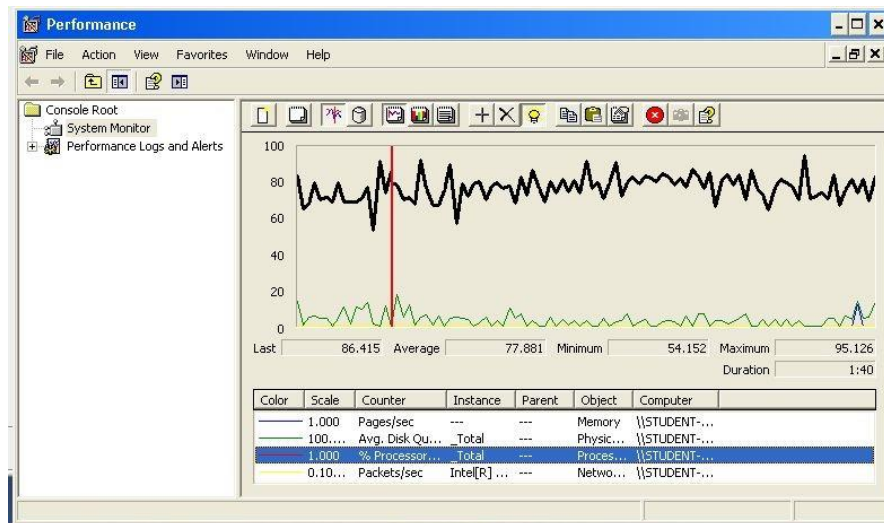 Performance
File Action View Favorites Window Help
Console Root
System Monitor
Performance Logs and Alerts
100
80
60
40
20
0
Last 86.415 Average 77.881 Minimum 54.152 Maximum 95.126
Duration 1:40
Color Scale Counter Instance Parent Object Computer
1.000 Pages/sec --- --- Memory \\STUDENT-...
100.... Avg. Disk Qu... _Total --- Physic... \\STUDENT-...
1.000 % Processor... _Total --- Proces... \\STUDENT-...
0.10... Packets/sec Intel[R] ... --- Netwo... \\STUDENT-...